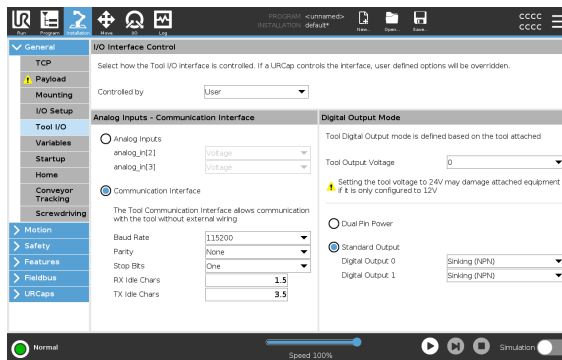 PROGRAM <unnamed>
INSTALLATION default*
CCCC
CCCC
Run Program Installation Move I/O Log New... Open... Save...
General
TCP
Payload
Mounting
I/O Setup
Tool I/O
Variables
Startup
Home
Conveyor
Tracking
Screwdriving
Motion
Safety
Features
Fieldbus
URCaps
I/O Interface Control
Select how the Tool I/O interface is controlled. If a URCap controls the interface, user defined options will be overridden.
Controlled by User
Analog Inputs - Communication Interface
Analog Inputs
analog_in[2] Voltage
analog_in[3] Voltage
Communication Interface
The Tool Communication Interface allows communication
with the tool without external wiring
Baud Rate 115200
Parity None
Stop Bits One
RX Idle Chars 1.5
TX Idle Chars 3.5
Digital Output Mode
Tool Digital Output mode is defined based on the tool attached
Tool Output Voltage 0
Setting the tool voltage to 24V may damage attached equipment
if it is only configured to 12V
Dual Pin Power
Standard Output
Digital Output 0 Sinking (NPN)
Digital Output 1 Sinking (NPN)
Normal
Speed 100%
Simulation